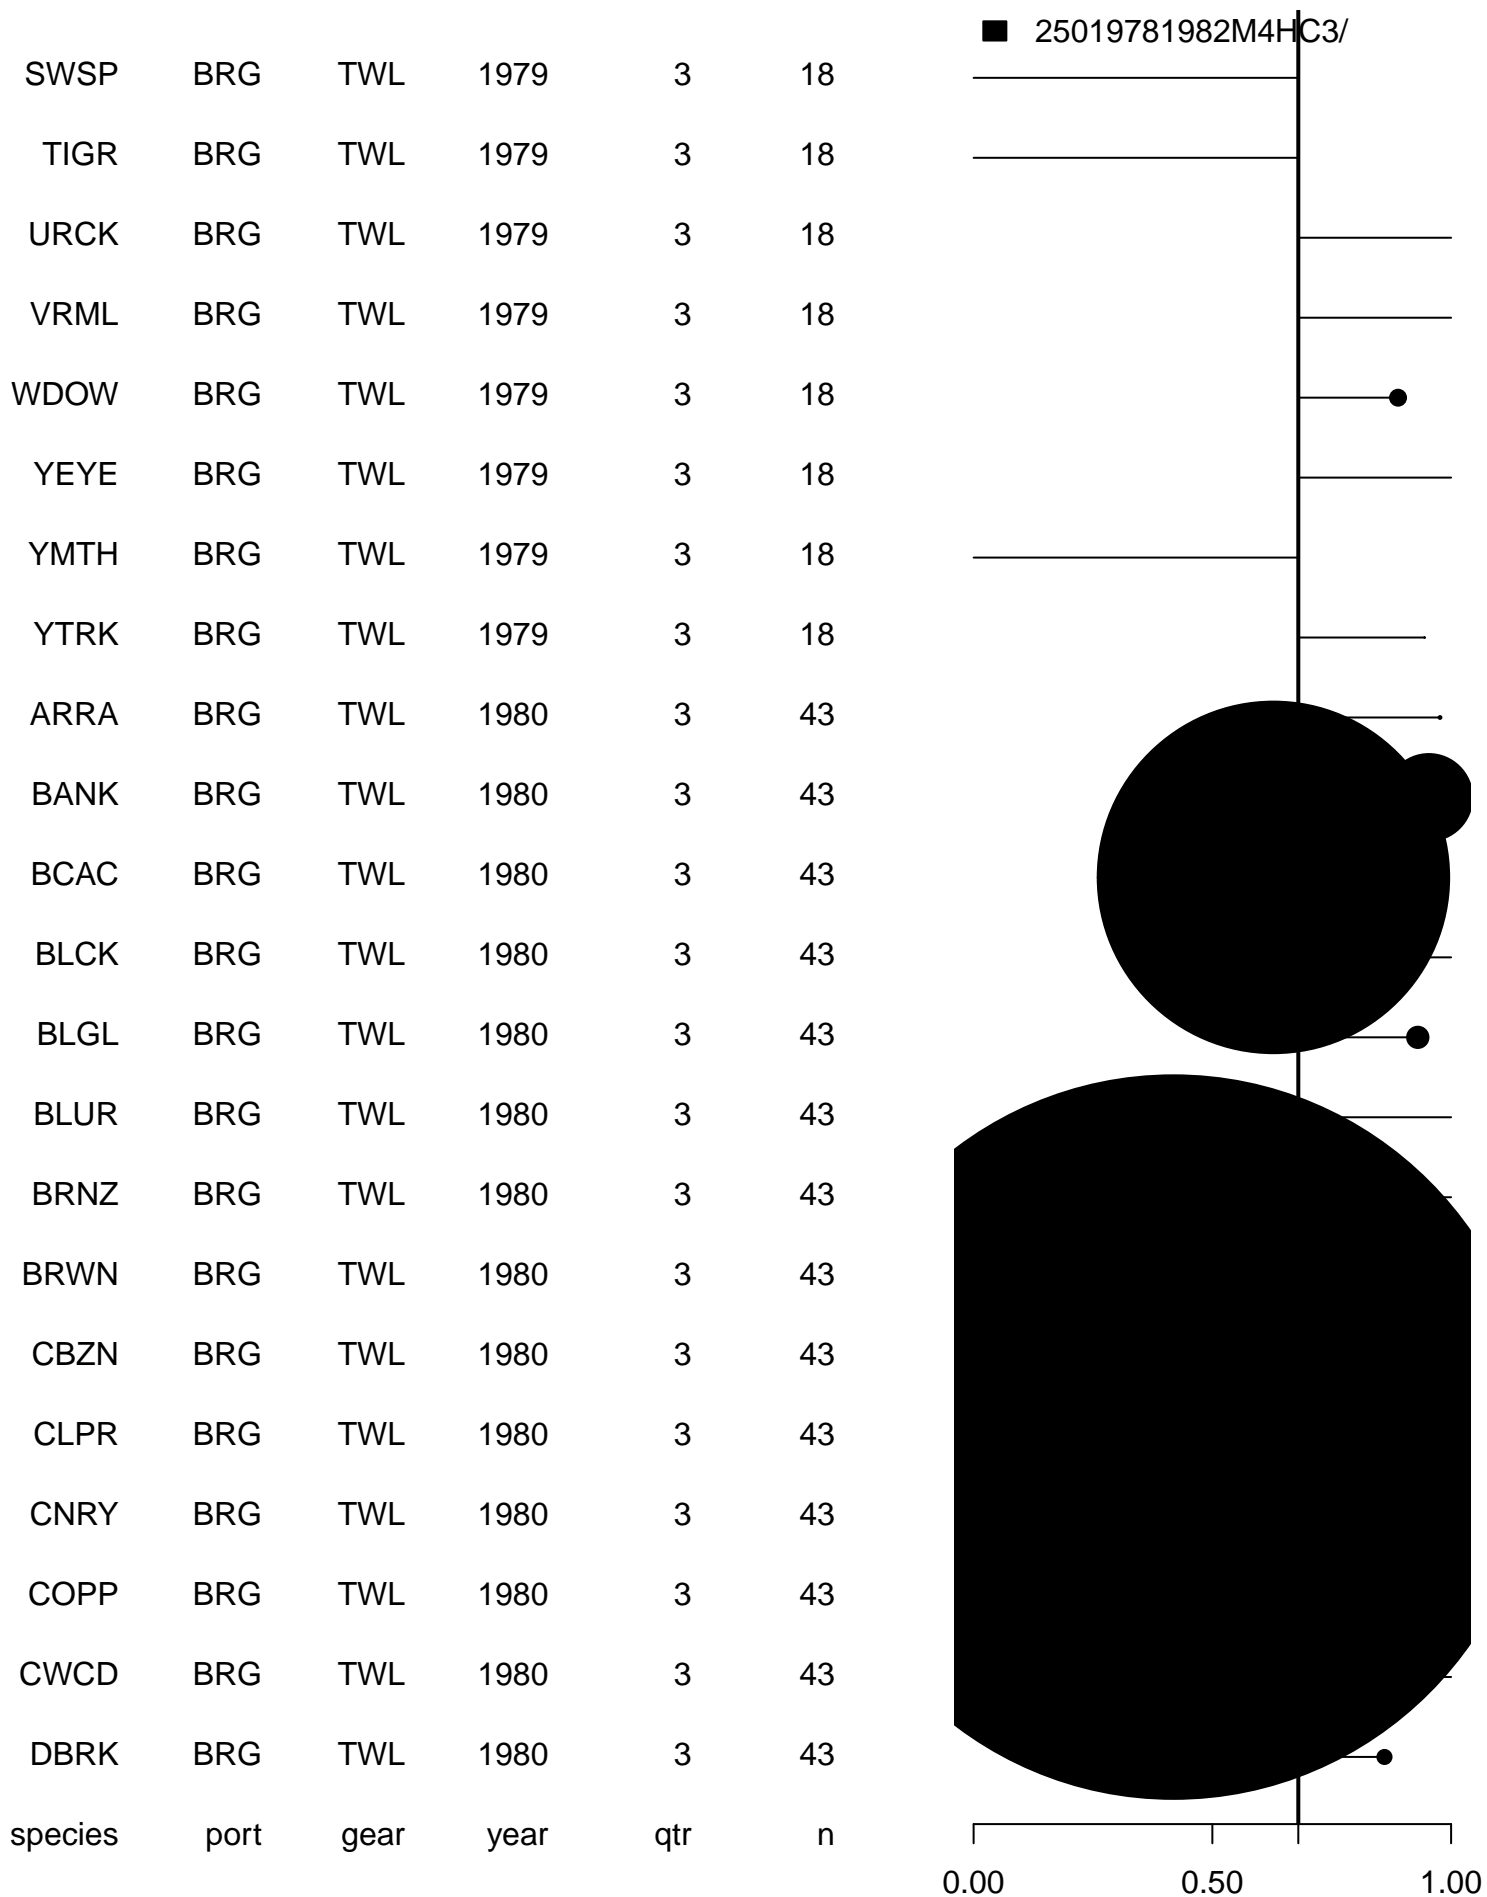 25019781982M4HC3/
SWSP BRG TWL 1979 3 18
TIGR BRG TWL 1979 3 18
URCK BRG TWL 1979 3 18
VRML BRG TWL 1979 3 18
WDOW BRG TWL 1979 3 18
YEYE BRG TWL 1979 3 18
YMTH BRG TWL 1979 3 18
YTRK BRG TWL 1979 3 18
ARRA BRG TWL 1980 3 43
BANK BRG TWL 1980 3 43
BCAC BRG TWL 1980 3 43
BLCK BRG TWL 1980 3 43
BLGL BRG TWL 1980 3 43
BLUR BRG TWL 1980 3 43
BRNZ BRG TWL 1980 3 43
BRWN BRG TWL 1980 3 43
CBZN BRG TWL 1980 3 43
CLPR BRG TWL 1980 3 43
CNRY BRG TWL 1980 3 43
COPP BRG TWL 1980 3 43
CWCD BRG TWL 1980 3 43
DBRK BRG TWL 1980 3 43
species port gear year qtr n
0.00 0.50 1.00